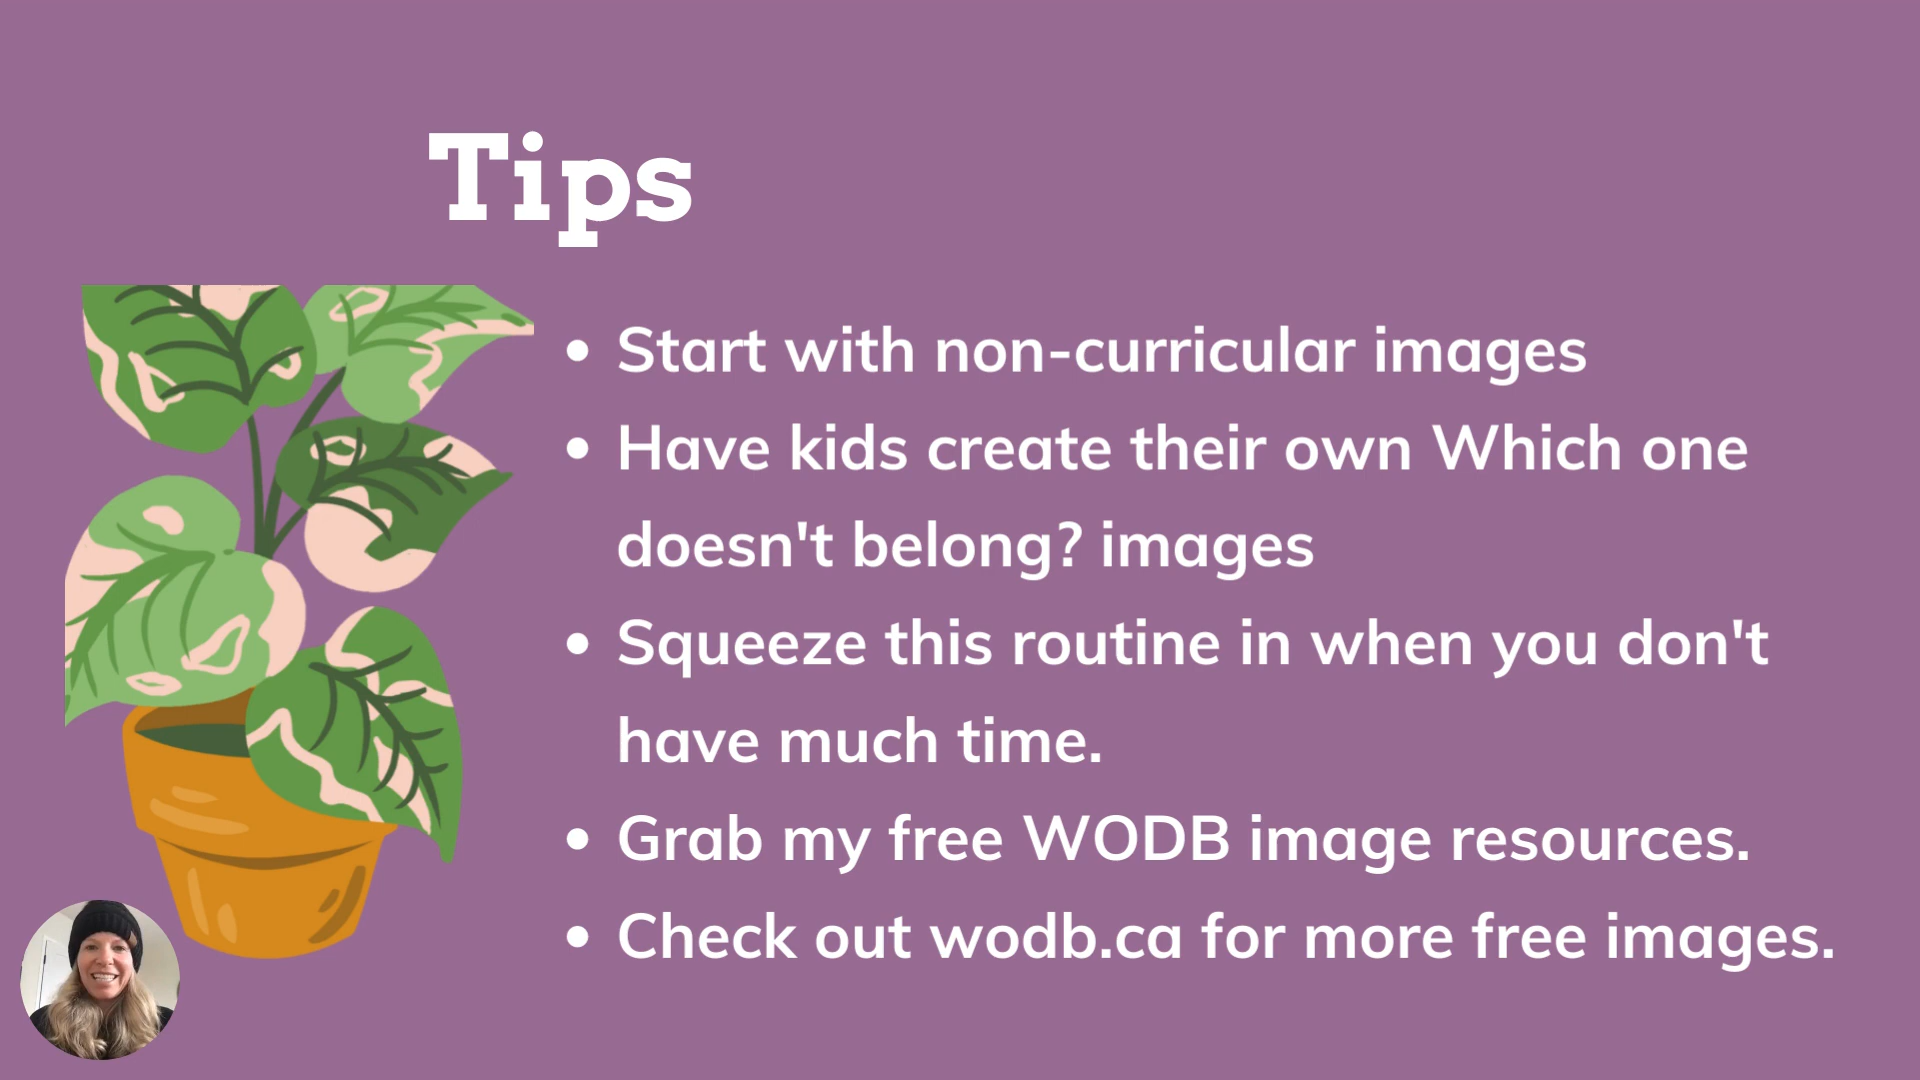 Tips
• Start with non-curricular images
• Have kids create their own Which one
doesn't belong? images
• Squeeze this routine in when you don't
have much time.
• Grab my free WODB image resources.
• Check out wodb.ca for more free images.